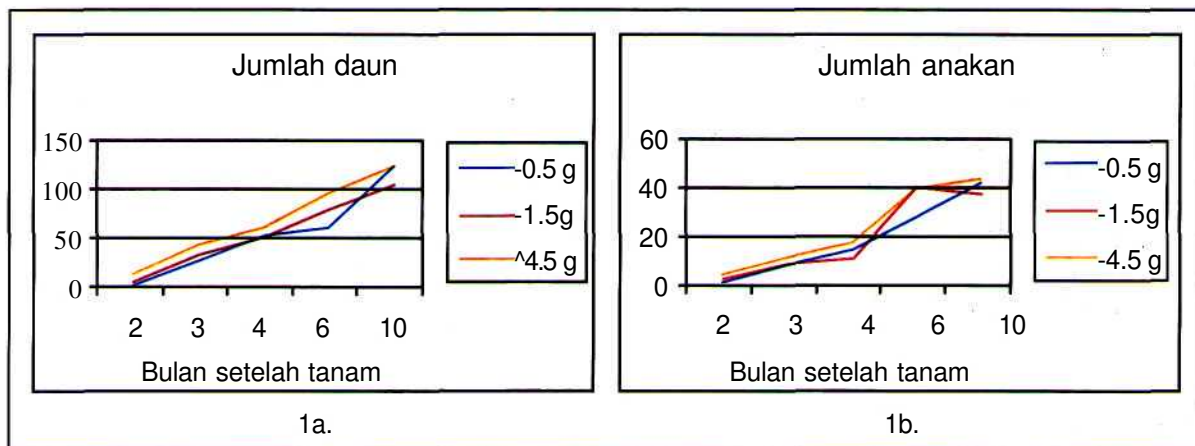 Jumlah daun
150
100
50
0
2 3 4 6 10
Bulan setelah tanam
-0.5 g
-1.5g
^4.5 g
1a.
Jumlah anakan
60
40
20
0
2 3 4 6 10
Bulan setelah tanam
-0.5 g
-1.5g
-4.5 g
1b.